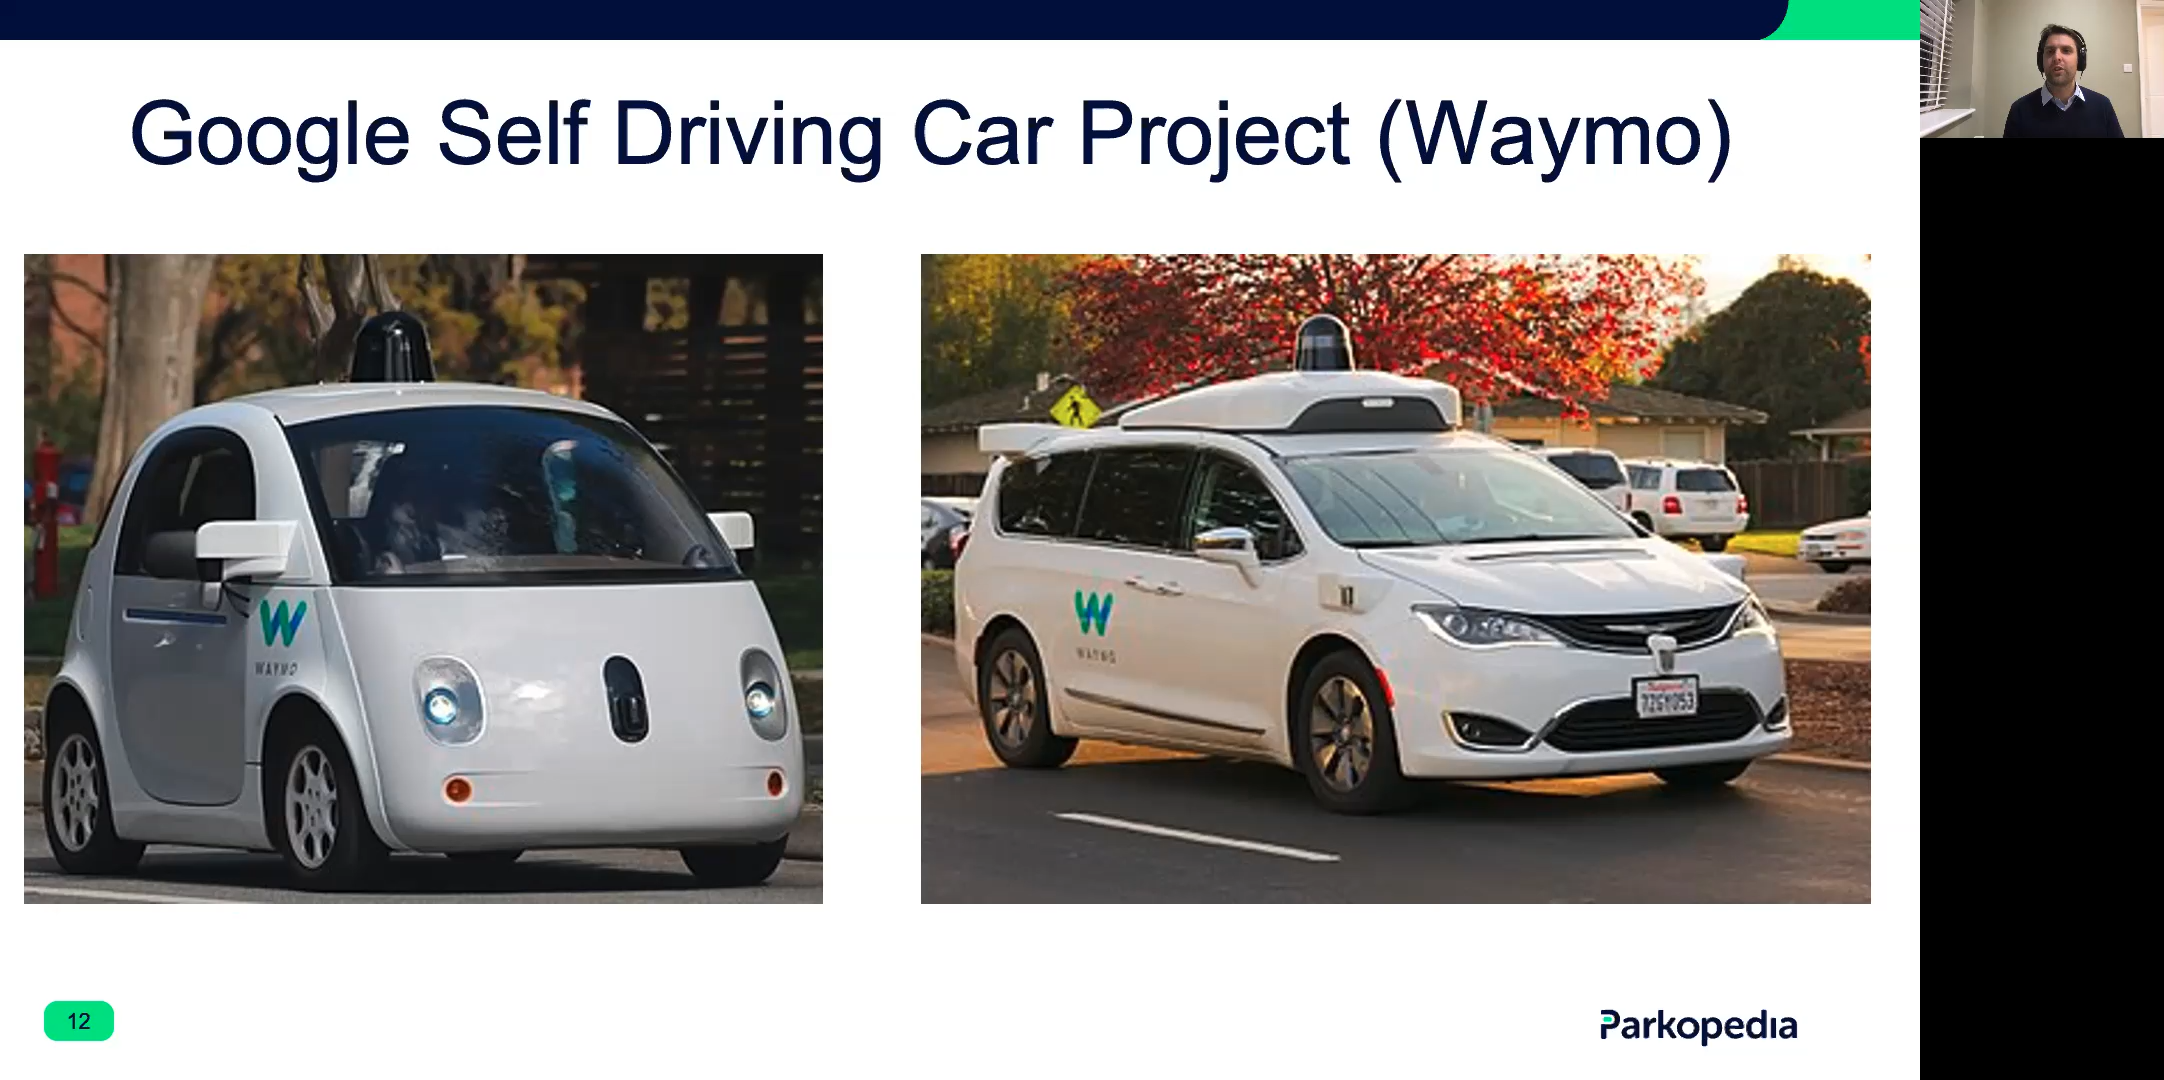 Google Self Driving Car Project (Waymo)
WAYMO
WAYMO
12
Parkopedia